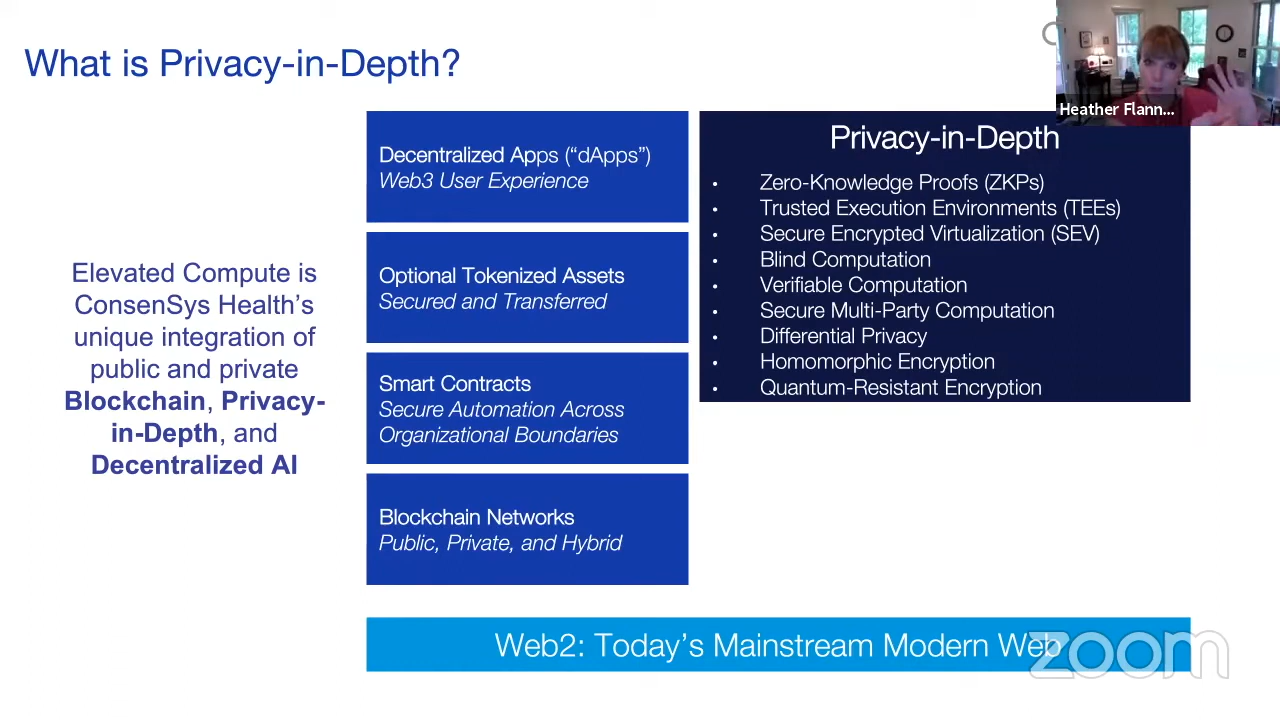 What is Privacy-in-Depth?
Heather Flann...
Elevated Compute is
ConsenSys Health’s
unique integration of
public and private
Blockchain, Privacy-
in-Depth, and
Decentralized AI
Decentralized Apps (“dApps”)
Web3 User Experience
Optional Tokenized Assets
Secured and Transferred
Smart Contracts
Secure Automation Across
Organizational Boundaries
Blockchain Networks
Public, Private, and Hybrid
Privacy-in-Depth
• Zero-Knowledge Proofs (ZKPs)
• Trusted Execution Environments (TEEs)
• Secure Encrypted Virtualization (SEV)
• Blind Computation
• Verifiable Computation
• Secure Multi-Party Computation
• Differential Privacy
• Homomorphic Encryption
• Quantum-Resistant Encryption
Web2: Today’s Mainstream Modern Web
zoom